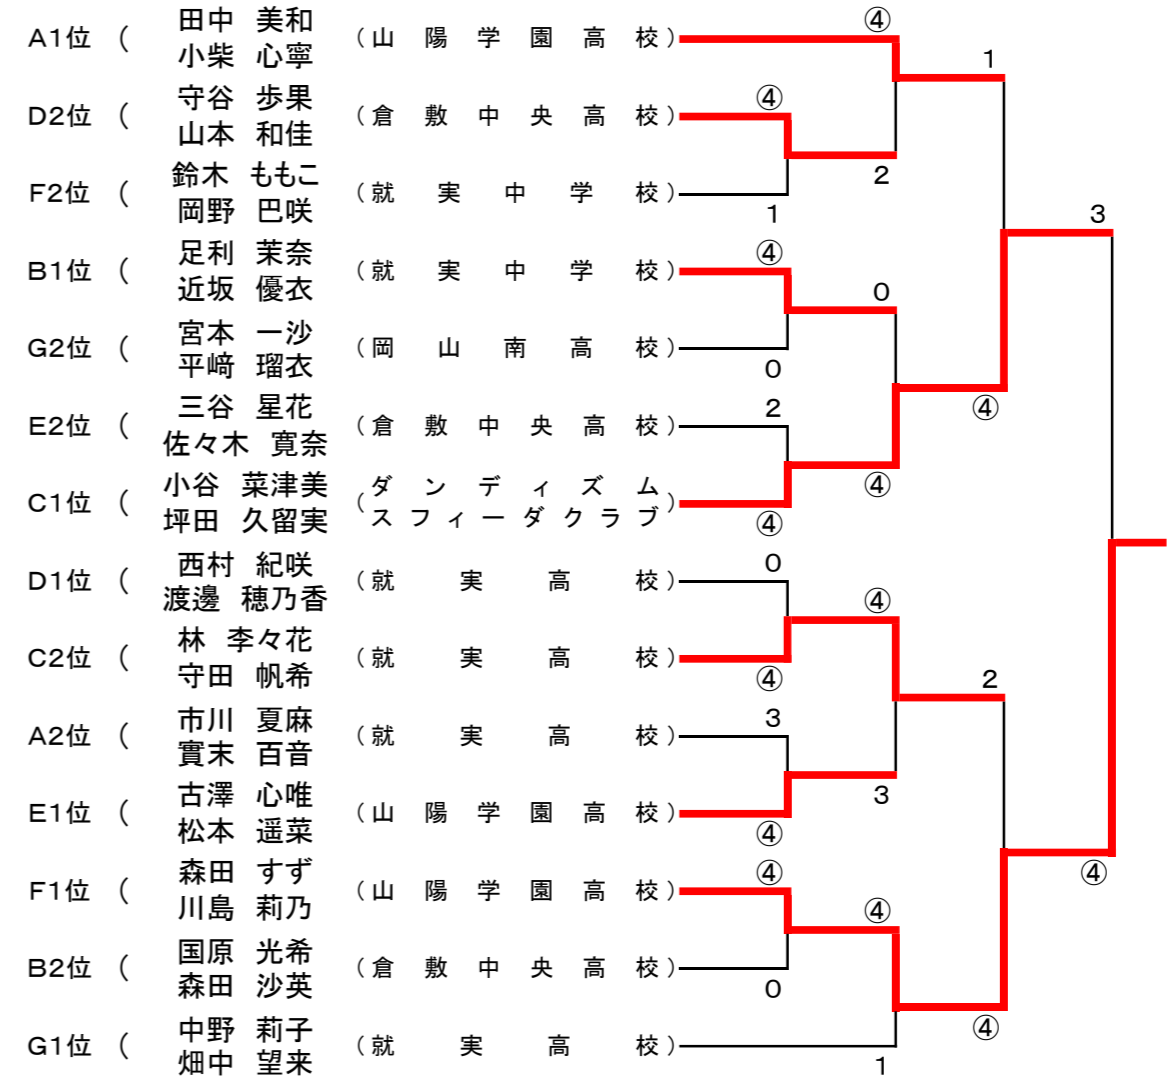 ④
田中 美和
A1位 ( (山陽学園高校)
小柴 心寧
1
守谷 歩果
④
D2位 ( (倉敷中央高校)
山本 和佳
鈴木 ももこ
2
F2位 ( (就実中学校)
岡野 巴咲
1
3
足利 茉奈
④
B1位 ( (就実中学校)
近坂 優衣
0
宮本 一沙
G2位 ( (岡山南高校)
平﨑 瑠衣
0
三谷 星花
2
④
E2位 ( (倉敷中央高校)
佐々木 寛奈
小谷 菜津美
④
ダンディズム
C1位 ( ( )
スフィーダクラブ
坪田 久留実
④
西村 紀咲
0
D1位 ( (就実高校)
渡邊 穂乃香
④
林 李々花
C2位 ( (就実高校)
守田 帆希
④
2
市川 夏麻
3
A2位 ( (就実高校)
實末 百音
古澤 心唯
3
E1位 ( (山陽学園高校)
松本 遥菜
④
森田 すず
④
④
F1位 ( (山陽学園高校)
川島 莉乃
④
国原 光希
B2位 ( (倉敷中央高校)
森田 沙英
0
中野 莉子
④
G1位 ( (就実高校)
畑中 望来
1